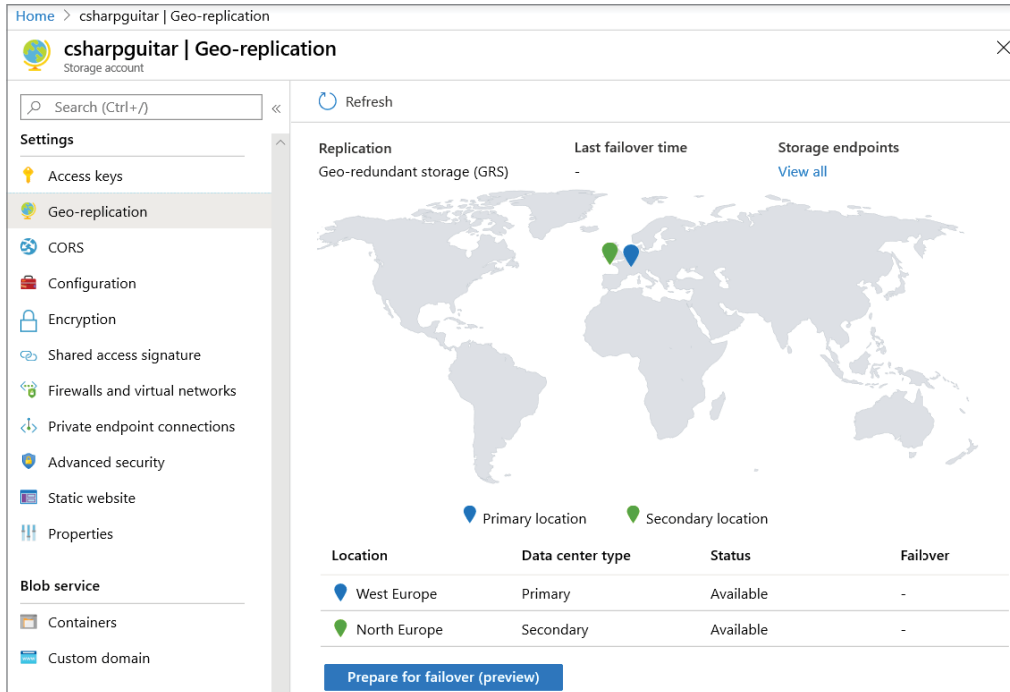 Home > csharpguitar | Geo-replication
csharpguitar | Geo-replication
Storage account
Search (Ctrl+/)
«
Settings
Access keys
Geo-replication
CORS
Configuration
Encryption
Shared access signature
Firewalls and virtual networks
Private endpoint connections
Advanced security
Static website
Properties
Blob service
Containers
Custom domain
Refresh
Replication Last failover time Storage endpoints
Geo-redundant storage (GRS) - View all
Primary location Secondary location
Location Data center type Status Failover
West Europe Primary Available -
North Europe Secondary Available -
Prepare for failover (preview)